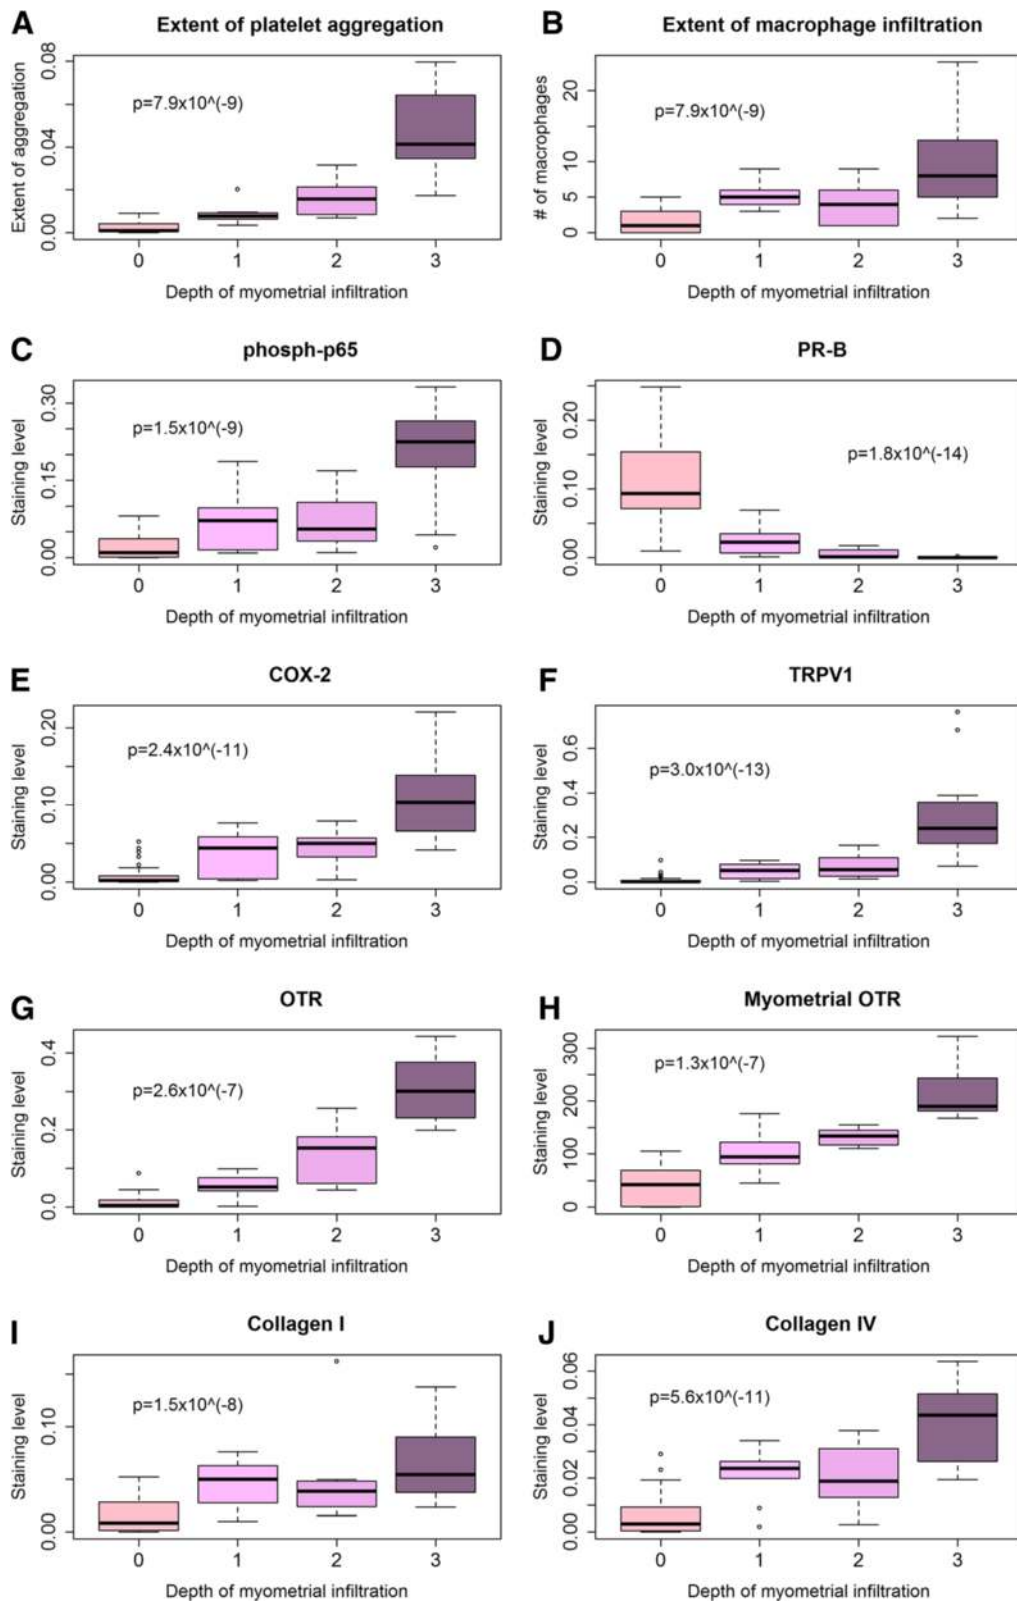 A Extent of platelet aggregation
Extent of aggregation
0.00 0.04 0.08
p=7.9x10^(-9)
0 1 2 3
Depth of myometrial infiltration
B Extent of macrophage infiltration
# of macrophages
0 5 10 20
p=7.9x10^(-9)
0 1 2 3
Depth of myometrial infiltration
C phosph-p65
Staining level
0.00 0.15 0.30
p=1.5x10^(-9)
0 1 2 3
Depth of myometrial infiltration
D PR-B
Staining level
0.00 0.10 0.20
p=1.8x10^(-14)
0 1 2 3
Depth of myometrial infiltration
E COX-2
Staining level
0.00 0.10 0.20
p=2.4x10^(-11)
0 1 2 3
Depth of myometrial infiltration
F TRPV1
Staining level
0.0 0.2 0.4 0.6
p=3.0x10^(-13)
0 1 2 3
Depth of myometrial infiltration
G OTR
Staining level
0.0 0.2 0.4
p=2.6x10^(-7)
0 1 2 3
Depth of myometrial infiltration
H Myometrial OTR
Staining level
0 100 200 300
p=1.3x10^(-7)
0 1 2 3
Depth of myometrial infiltration
I Collagen I
Staining level
0.00 0.10
p=1.5x10^(-8)
0 1 2 3
Depth of myometrial infiltration
J Collagen IV
Staining level
0.00 0.02 0.04 0.06
p=5.6x10^(-11)
0 1 2 3
Depth of myometrial infiltration